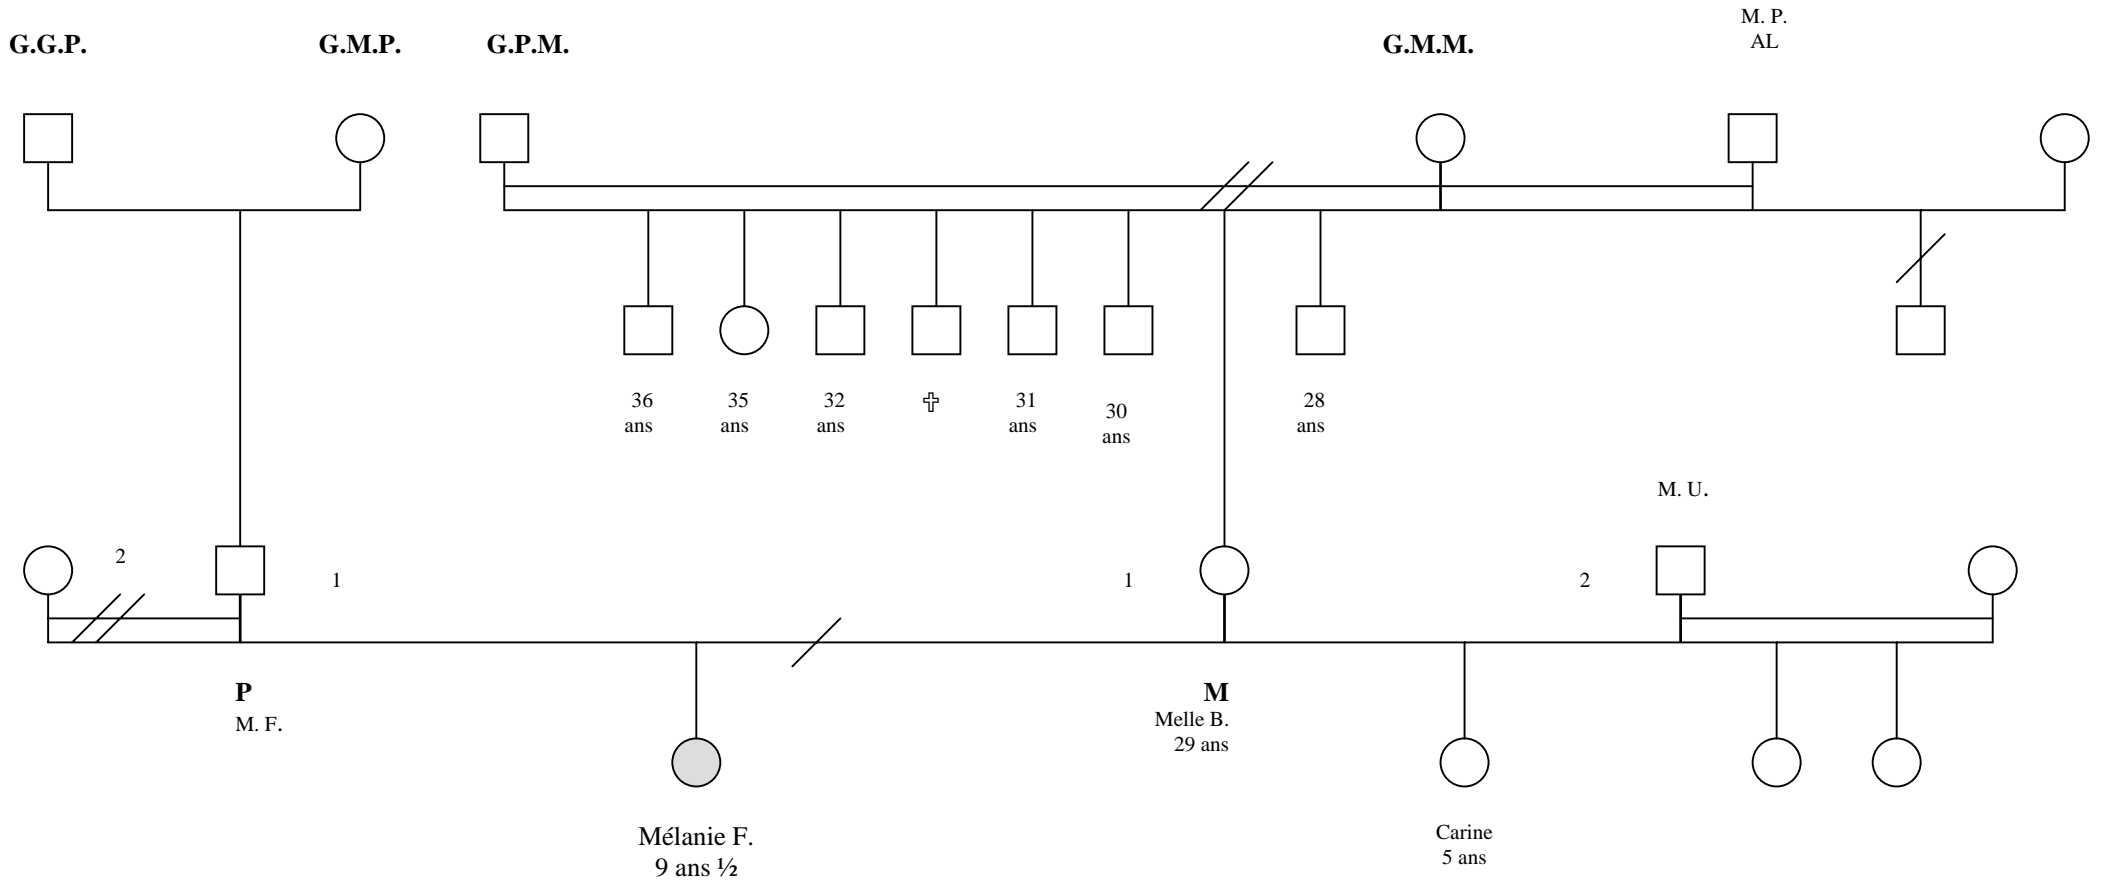 M. P.
AL
G.G.P.
G.M.P.
G.P.M.
G.M.M.
36
ans
35
ans
32
ans
✞
31
ans
30
ans
28
ans
M. U.
2
1
1
2
P
M. F.
M
Melle B.
29 ans
Mélanie F.
9 ans ½
Carine
5 ans